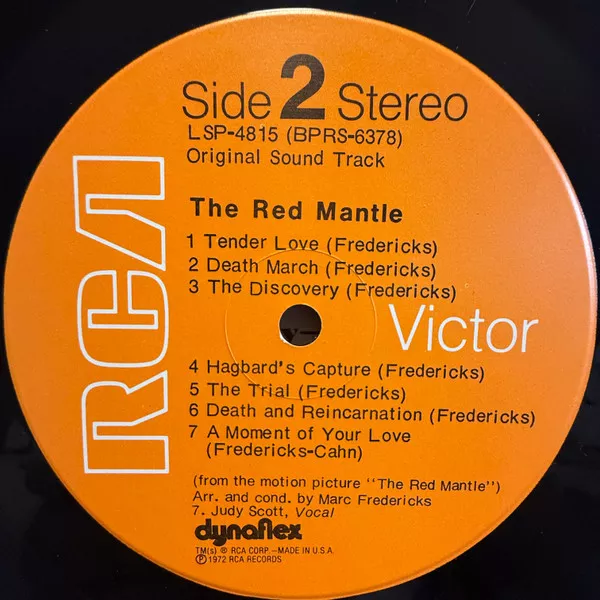 Side 2 Stereo
LSP-4815 (BPRS-6378)
Original Sound Track
The Red Mantle
1 Tender Love (Fredericks)
2 Death March (Fredericks)
3 The Discovery (Fredericks)
RCA
Victor
4 Hagbard's Capture (Fredericks)
5 The Trial (Fredericks)
6 Death and Reincarnation (Fredericks)
7 A Moment of Your Love
(Fredericks-Cahn)
(from the motion picture "The Red Mantle")
Arr. and cond. by Marc Fredericks
7. Judy Scott, Vocal
dynaflex
TM(s) ® RCA CORP.—MADE IN U.S.A.
℗ 1972 RCA RECORDS